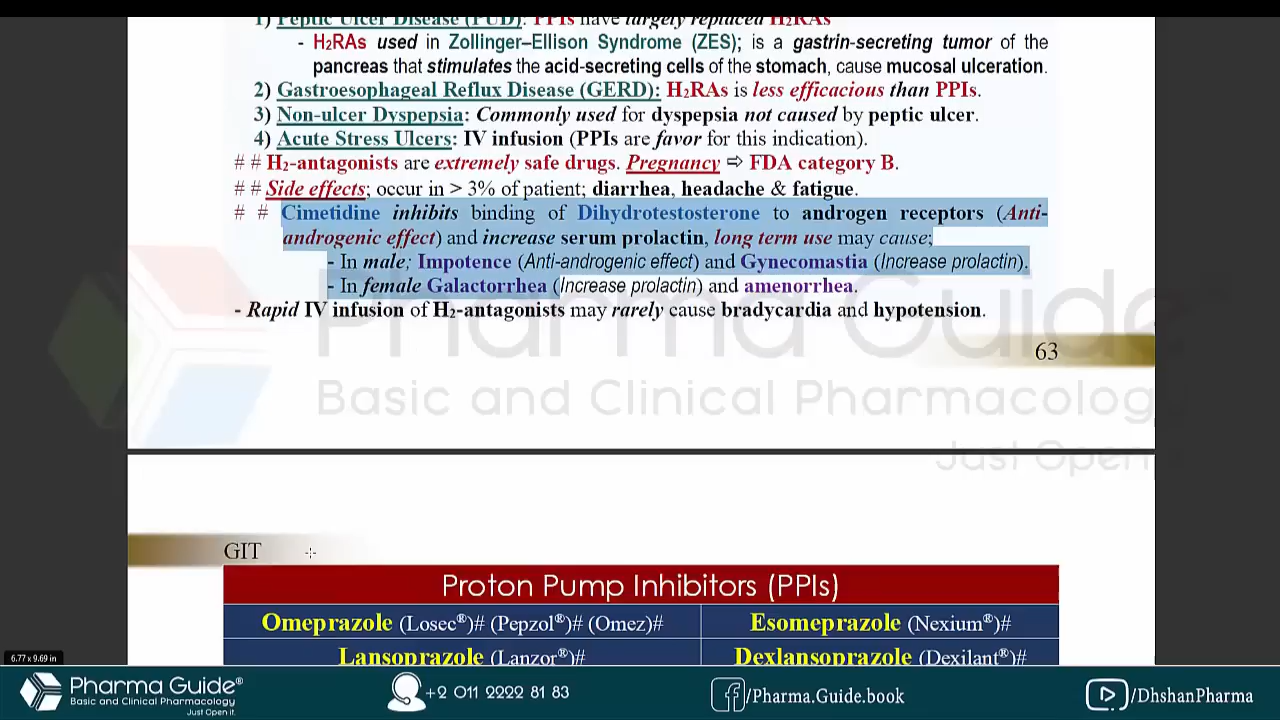 1) Peptic Ulcer Disease (PUD): PPIs have largely replaced H₂RAs
- H₂RAs used in Zollinger–Ellison Syndrome (ZES); is a gastrin-secreting tumor of the
pancreas that stimulates the acid-secreting cells of the stomach, cause mucosal ulceration.
2) Gastroesophageal Reflux Disease (GERD): H₂RAs is less efficacious than PPIs.
3) Non-ulcer Dyspepsia: Commonly used for dyspepsia not caused by peptic ulcer.
4) Acute Stress Ulcers: IV infusion (PPIs are favor for this indication).
# # H₂-antagonists are extremely safe drugs. Pregnancy ⇨ FDA category B.
# # Side effects; occur in > 3% of patient; diarrhea, headache & fatigue.
# # Cimetidine inhibits binding of Dihydrotestosterone to androgen receptors (Anti-
androgenic effect) and increase serum prolactin, long term use may cause;
- In male; Impotence (Anti-androgenic effect) and Gynecomastia (Increase prolactin).
- In female Galactorrhea (Increase prolactin) and amenorrhea.
- Rapid IV infusion of H₂-antagonists may rarely cause bradycardia and hypotension.
Pharma Guide
63
Basic and Clinical Pharmacology
Just Open it
GIT
Proton Pump Inhibitors (PPIs)
Omeprazole (Losec®)# (Pepzol®)# (Omez)# Esomeprazole (Nexium®)#
Lansoprazole (Lanzor®)# Dexlansoprazole (Dexilant®)#
6.77 x 9.69 in
Pharma Guide®
Basic and Clinical Pharmacology
Just Open it.
+2 011 2222 81 83
/Pharma.Guide.book
/DhshanPharma